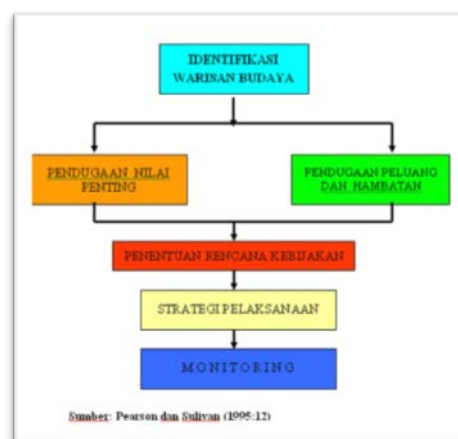 IDENTIFIKASI
WARISAN BUDAYA
PENDUGAAN NILAI
PENTING
PENDUGAAN PELUANG
DAN HAMBATAN
PENENTUAN RENCANA KEBIJAKAN
STRATEGI PELAKSANAAN
MONITORING
Sumber: Pearson dan Sulivan (1995:12)